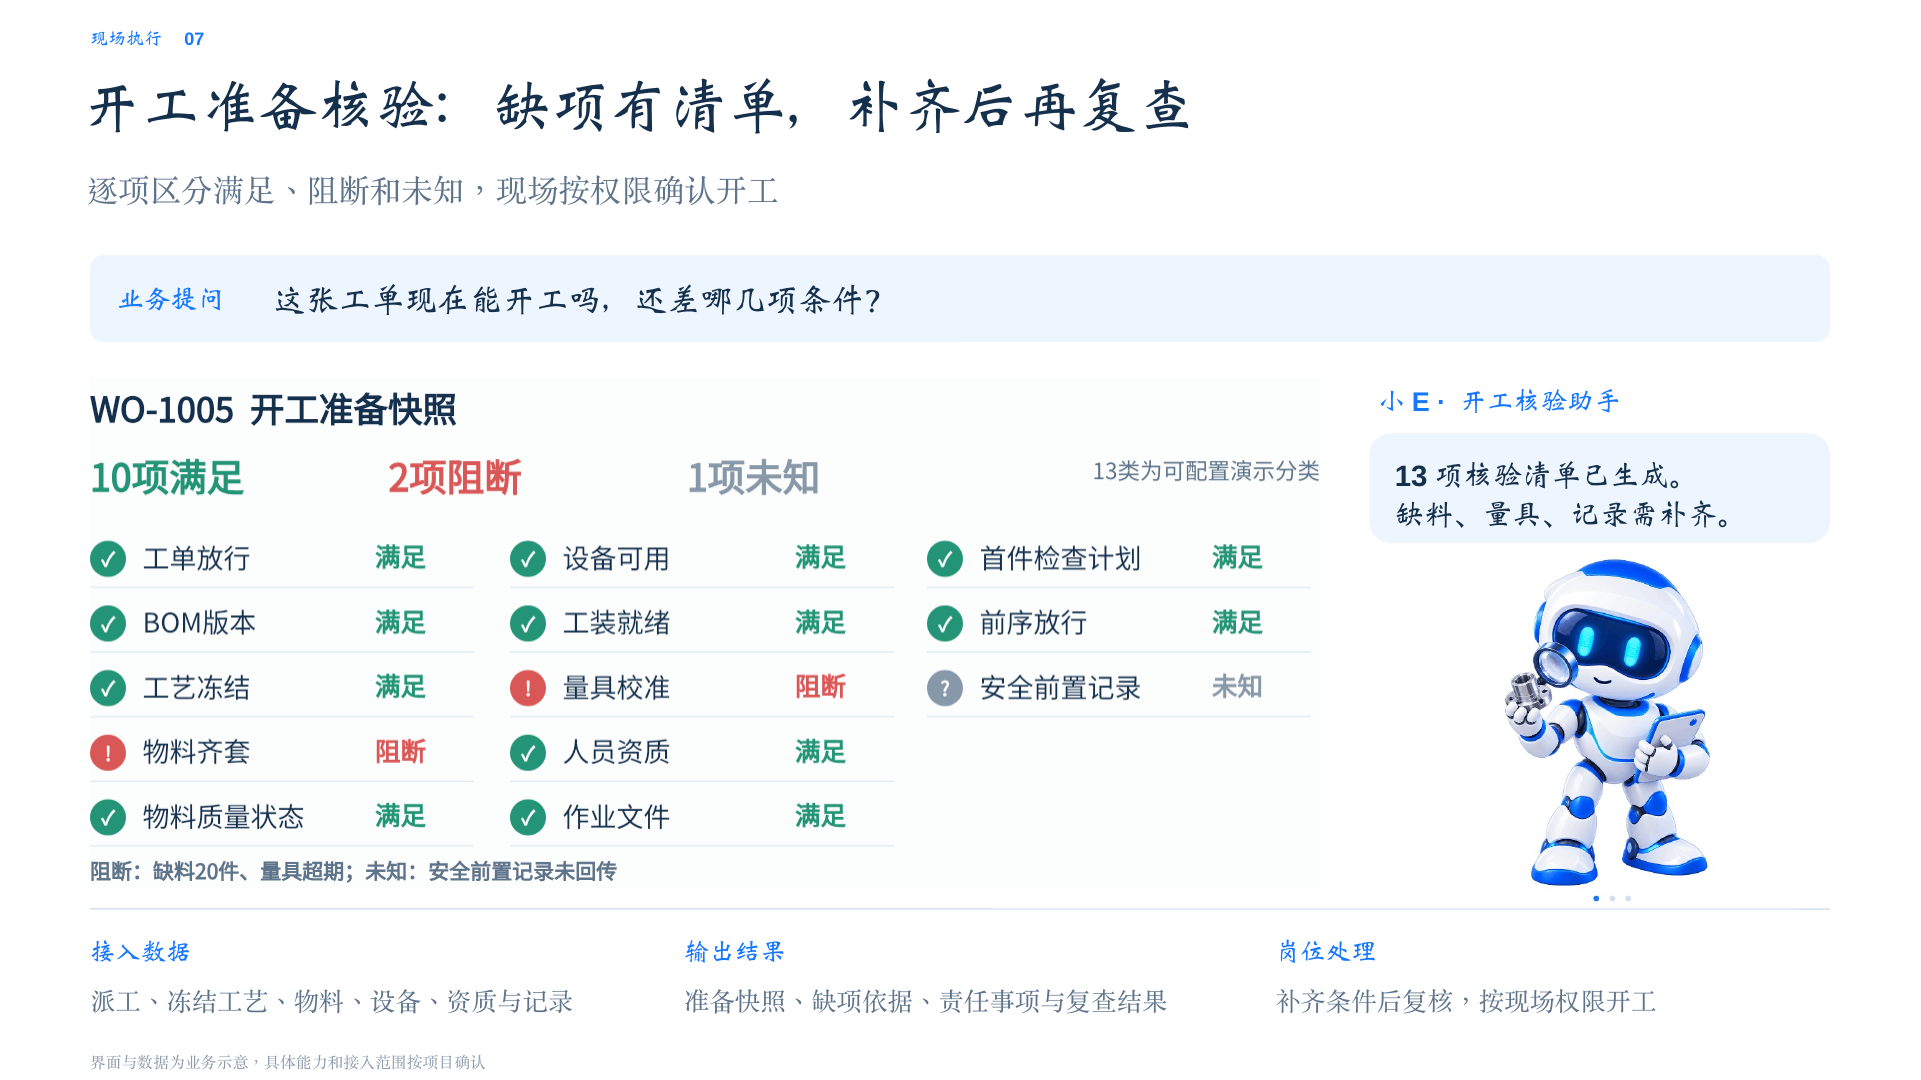 现场执行 07
开工准备核验：缺项有清单，补齐后再复查
逐项区分满足、阻断和未知，现场按权限确认开工
业务提问 这张工单现在能开工吗，还差哪几项条件？
WO-1005 开工准备快照
10项满足 2项阻断 1项未知 13类为可配置演示分类
工单放行 满足
BOM版本 满足
工艺冻结 满足
物料齐套 阻断
物料质量状态 满足
设备可用 满足
工装就绪 满足
量具校准 阻断
人员资质 满足
作业文件 满足
首件检查计划 满足
前序放行 满足
安全前置记录 未知
阻断：缺料20件、量具超期；未知：安全前置记录未回传
小 E · 开工核验助手
13 项核验清单已生成。
缺料、量具、记录需补齐。
接入数据
派工、冻结工艺、物料、设备、资质与记录
输出结果
准备快照、缺项依据、责任事项与复查结果
岗位处理
补齐条件后复核，按现场权限开工
界面与数据为业务示意，具体能力和接入范围按项目确认